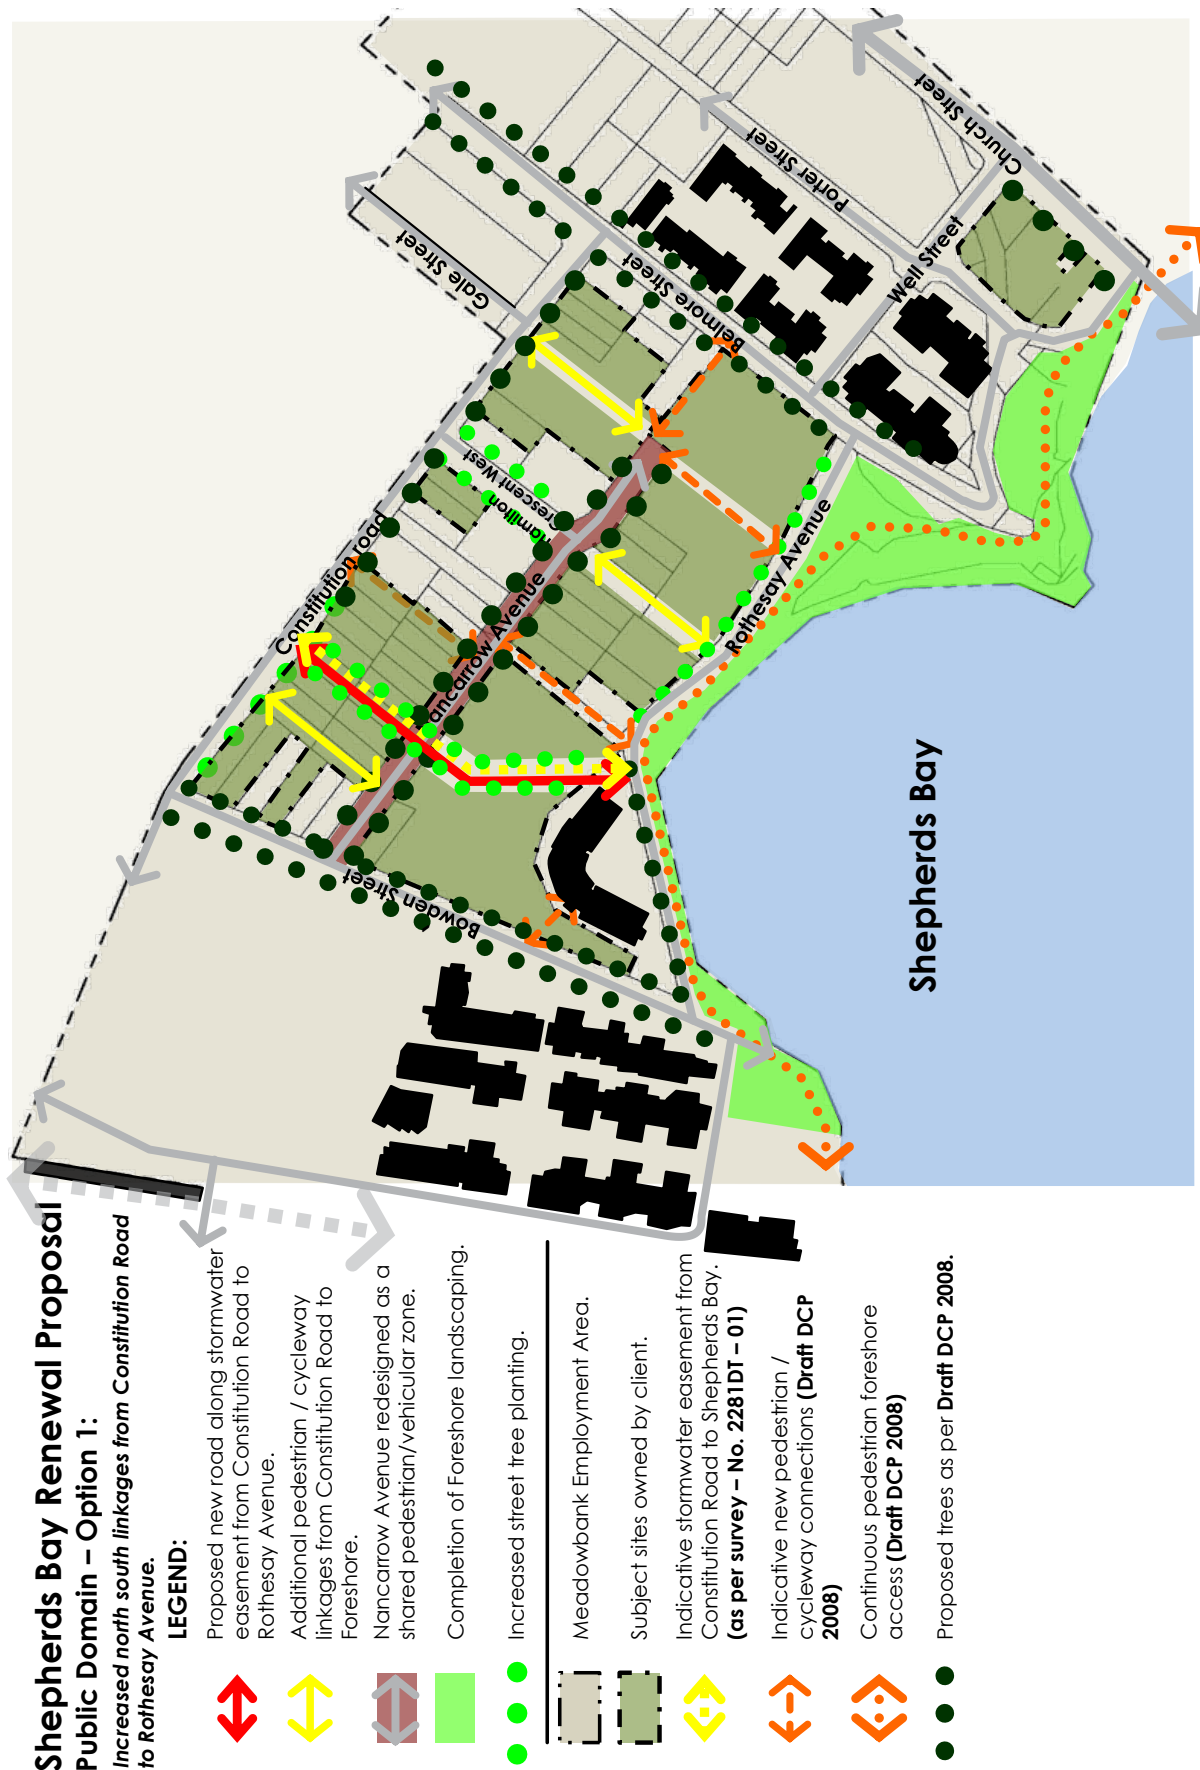 Shepherds Bay Renewal Proposal
Public Domain – Option 1:
Increased north south linkages from Constitution Road
to Rothesay Avenue.
LEGEND:
Proposed new road along stormwater
easement from Constitution Road to
Rothesay Avenue.
Additional pedestrian / cycleway
linkages from Constitution Road to
Foreshore.
Nancarrow Avenue redesigned as a
shared pedestrian/vehicular zone.
Completion of Foreshore landscaping.
Increased street tree planting.
Meadowbank Employment Area.
Subject sites owned by client.
Indicative stormwater easement from
Constitution Road to Shepherds Bay.
(as per survey – No. 2281DT – 01)
Indicative new pedestrian /
cycleway connections (Draft DCP
2008)
Continuous pedestrian foreshore
access (Draft DCP 2008)
Proposed trees as per Draft DCP 2008.
Constitution road
Gale Street
Hamilton
Crescent West
Nancarrow Avenue
Bowden Street
Belmore Street
Rothesay Avenue
Porter Street
Well Street
Church Street
Shepherds Bay